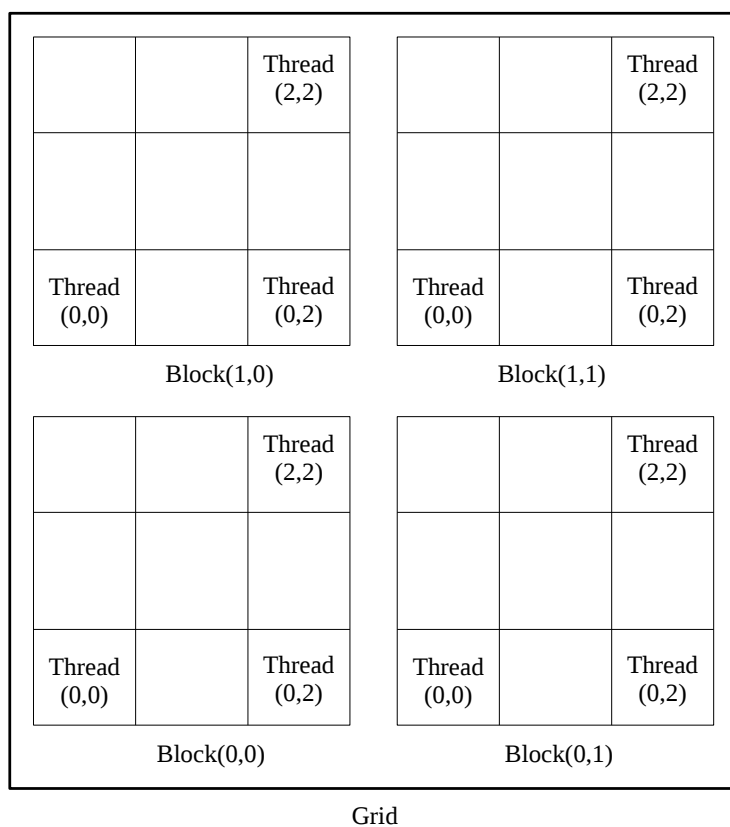 Thread
(2,2)
Thread
(2,2)
Thread
(0,0)
Thread
(0,2)
Thread
(0,0)
Thread
(0,2)
Block(1,0)
Block(1,1)
Thread
(2,2)
Thread
(2,2)
Thread
(0,0)
Thread
(0,2)
Thread
(0,0)
Thread
(0,2)
Block(0,0)
Block(0,1)
Grid